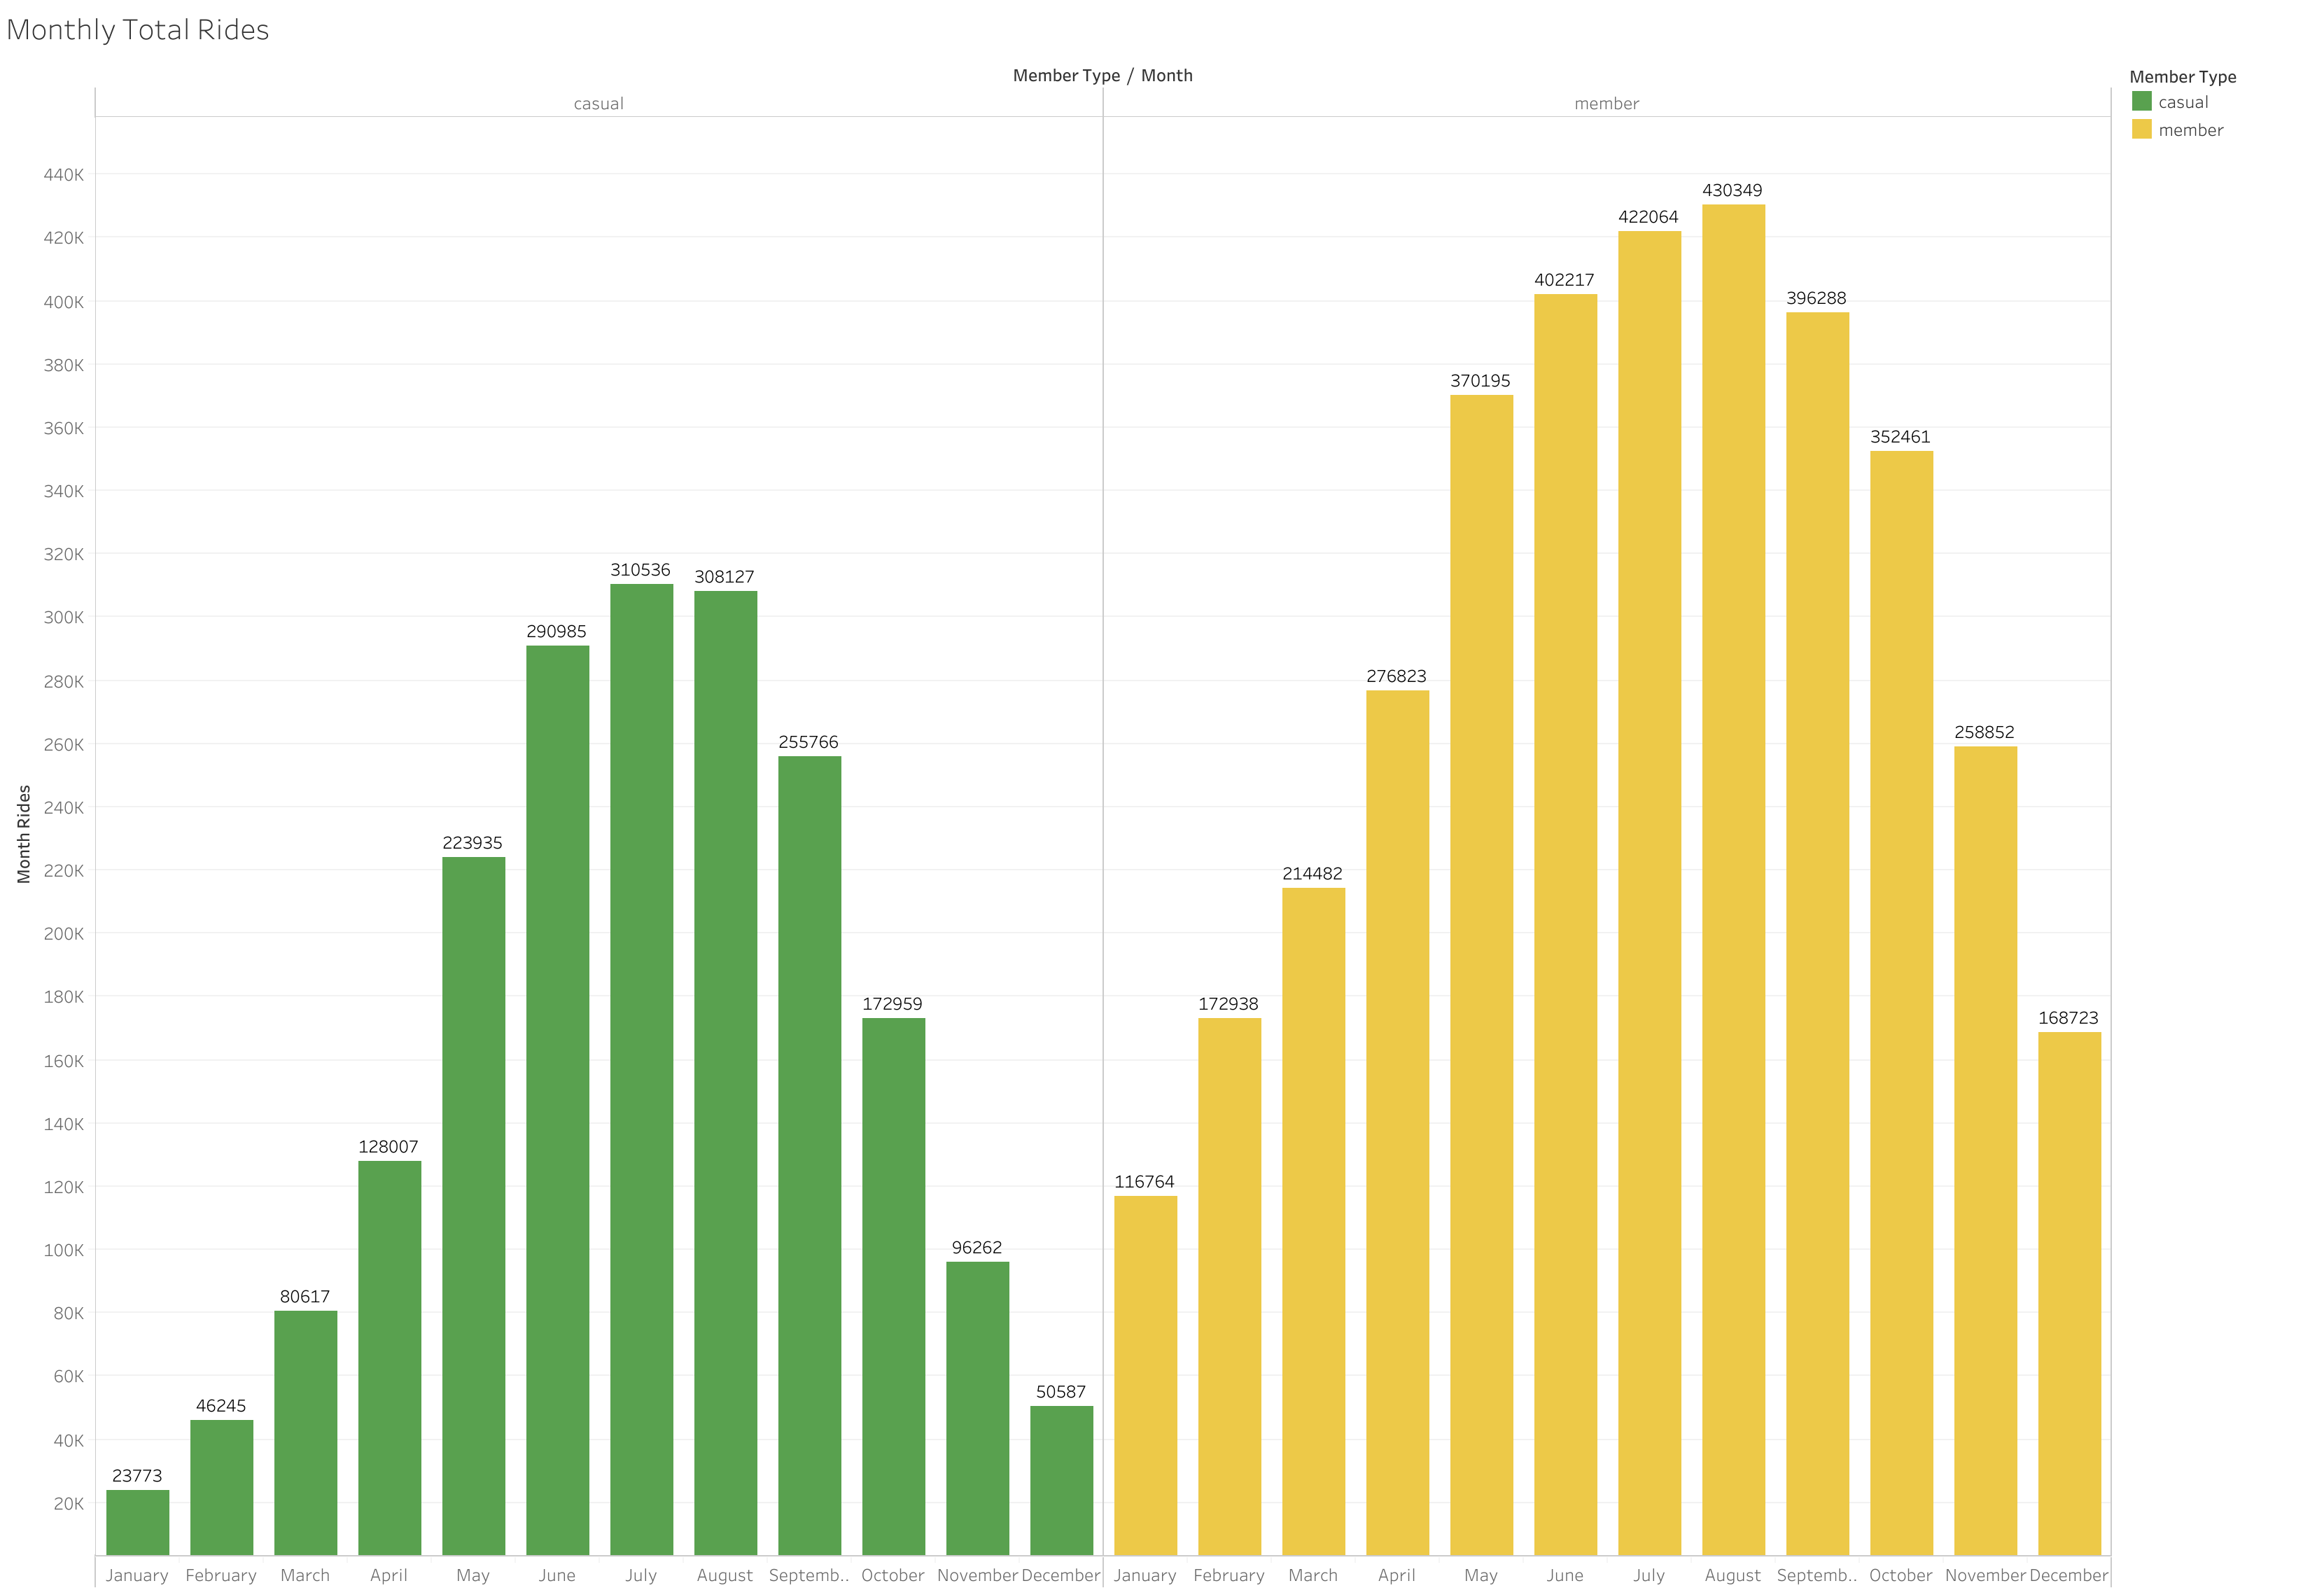 Monthly Total Rides
Member Type / Month
Member Type
casual
member
casual
member
440K
420K
400K
380K
360K
340K
320K
300K
280K
260K
240K
220K
200K
180K
160K
140K
120K
100K
80K
60K
40K
20K
Month Rides
23773
46245
80617
128007
223935
290985
310536
308127
255766
172959
96262
50587
116764
172938
214482
276823
370195
402217
422064
430349
396288
352461
258852
168723
January February March April May June July August Septemb.. October November December January February March April May June July August Septemb.. October November December